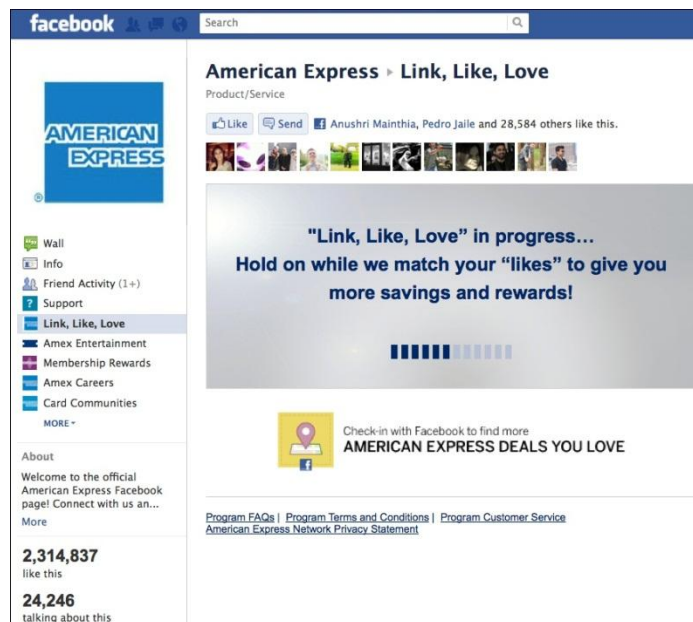 facebook
Search
American Express ▸ Link, Like, Love
Product/Service
Like Send Anushri Mainthia, Pedro Jaile and 28,584 others like this.
AMERICAN
EXPRESS
®
"Link, Like, Love” in progress...
Hold on while we match your “likes” to give you
more savings and rewards!
Wall
Info
Friend Activity (1+)
Support
Link, Like, Love
Amex Entertainment
Membership Rewards
Amex Careers
Card Communities
MORE
Check-in with Facebook to find more
AMERICAN EXPRESS DEALS YOU LOVE
About
Welcome to the official
American Express Facebook
page! Connect with us an...
More
2,314,837
like this
24,246
talking about this
Program FAQs | Program Terms and Conditions | Program Customer Service
American Express Network Privacy Statement